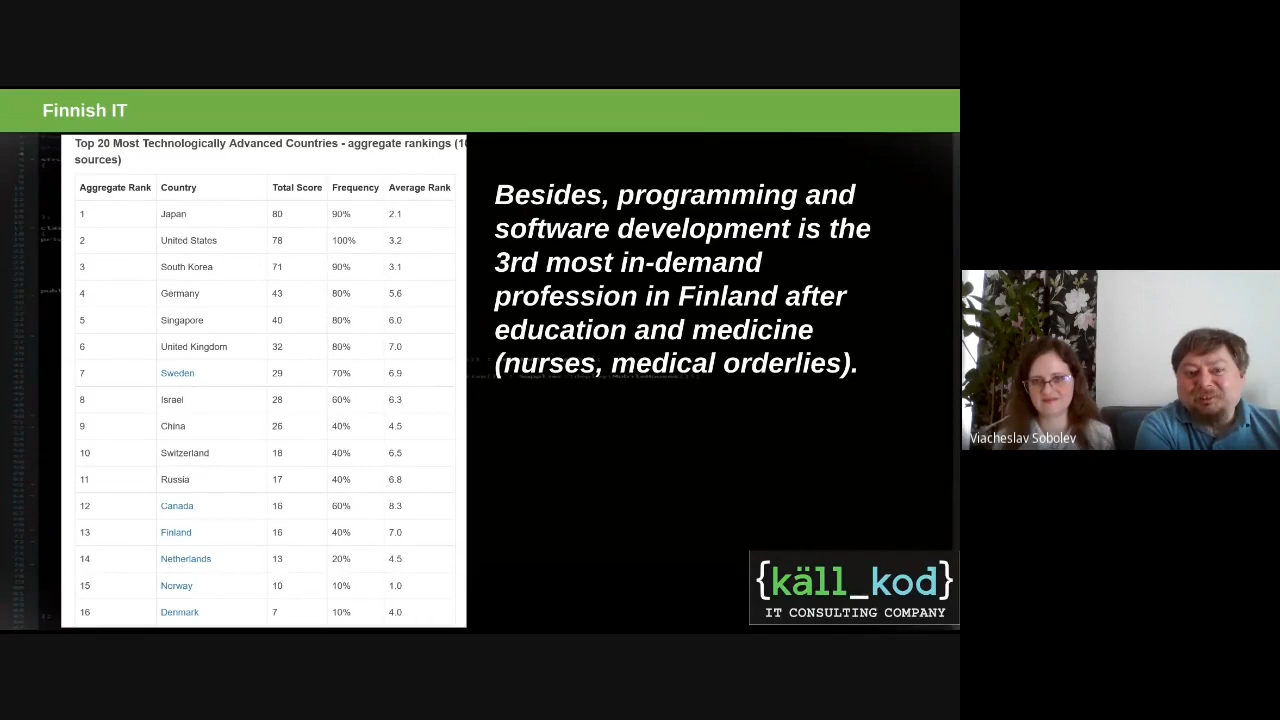 Finnish IT
Top 20 Most Technologically Advanced Countries - aggregate rankings (10
sources)
Aggregate Rank Country Total Score Frequency Average Rank
1 Japan 80 90% 2.1
2 United States 78 100% 3.2
3 South Korea 71 90% 3.1
4 Germany 43 80% 5.6
5 Singapore 40 80% 6.0
6 United Kingdom 32 80% 7.0
7 Sweden 29 70% 6.9
8 Israel 28 60% 6.3
9 China 26 40% 4.5
10 Switzerland 18 40% 6.5
11 Russia 17 40% 6.8
12 Canada 16 60% 8.3
13 Finland 16 40% 7.0
14 Netherlands 13 20% 4.5
15 Norway 10 10% 1.0
16 Denmark 7 10% 4.0
Besides, programming and
software development is the
3rd most in-demand
profession in Finland after
education and medicine
(nurses, medical orderlies).
{käll_kod}
IT CONSULTING COMPANY
Viacheslav Sobolev